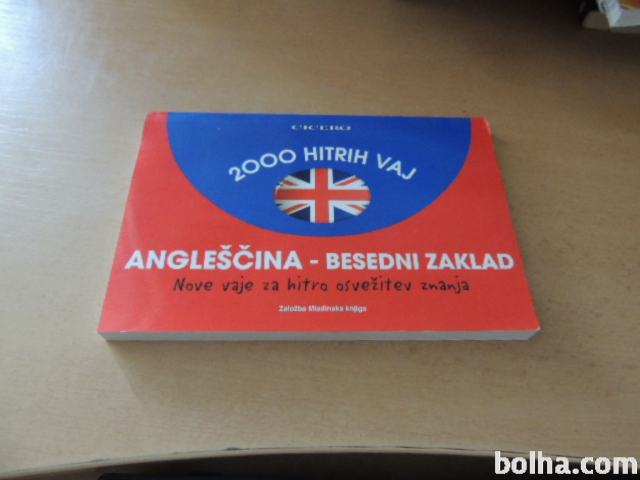 CICERO
2000 HITRIH VAJ
ANGLEŠČINA - BESEDNI ZAKLAD
Nove vaje za hitro osvežitev znanja
Založba Mladinska knjiga
bolha.com